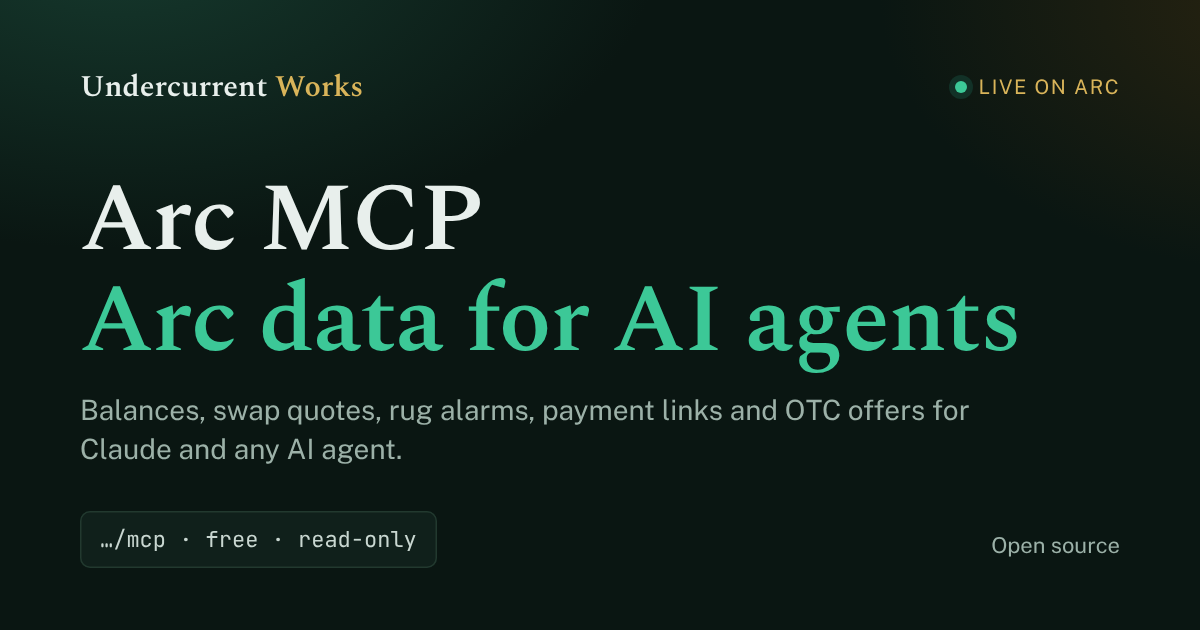 Undercurrent Works
LIVE ON ARC
Arc MCP
Arc data for AI agents
Balances, swap quotes, rug alarms, payment links and OTC offers for
Claude and any AI agent.
…/mcp · free · read-only
Open source